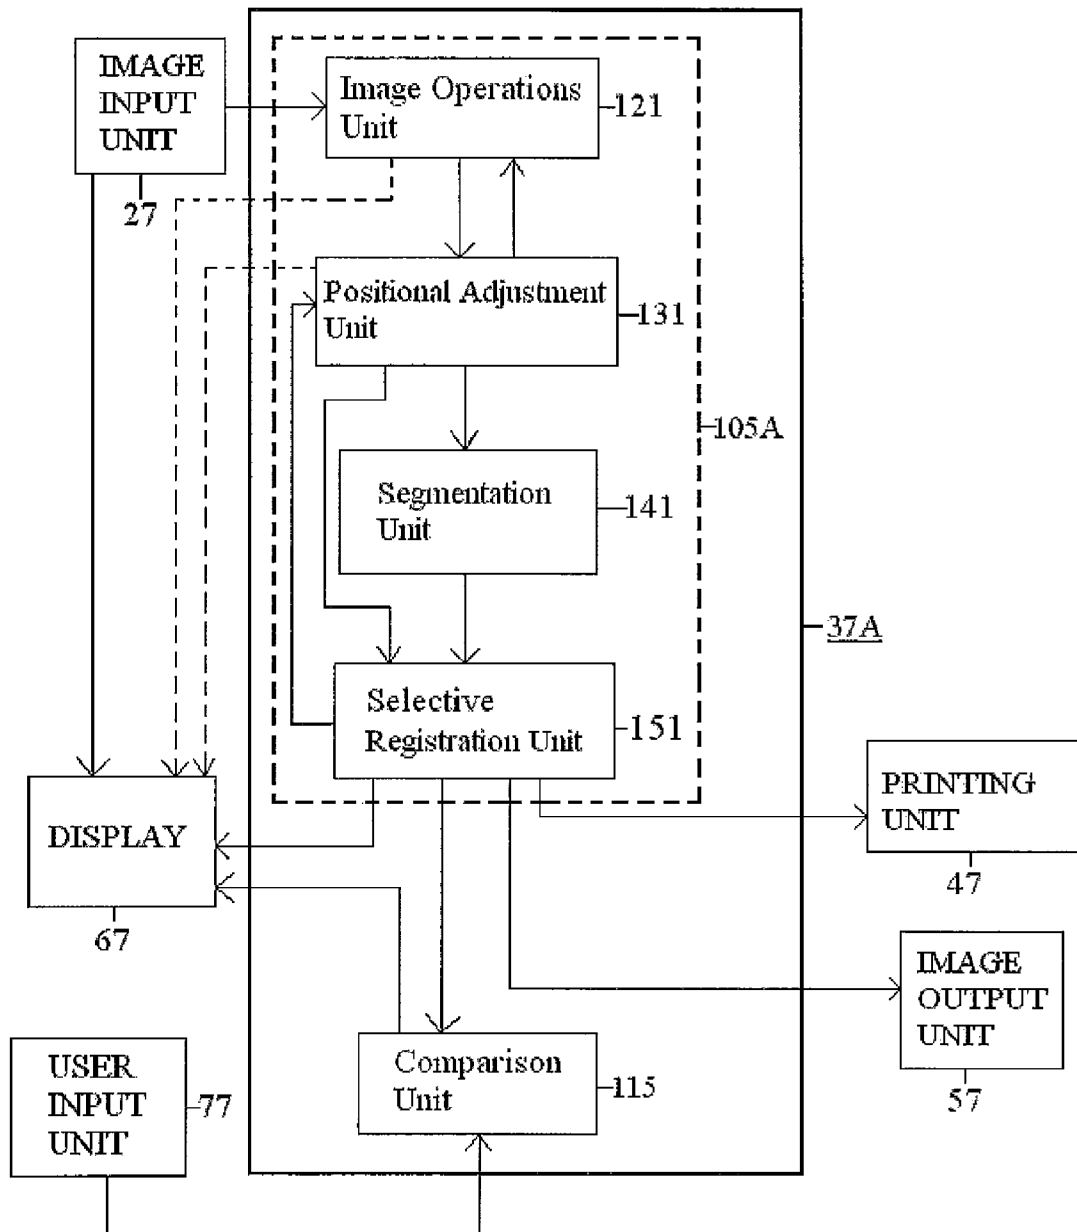 IMAGE
INPUT
UNIT
27
Image Operations
Unit
121
Positional Adjustment
Unit
131
105A
Segmentation
Unit
141
37A
Selective
Registration Unit
151
DISPLAY
67
PRINTING
UNIT
47
IMAGE
OUTPUT
UNIT
57
Comparison
Unit
115
USER
INPUT
UNIT
77